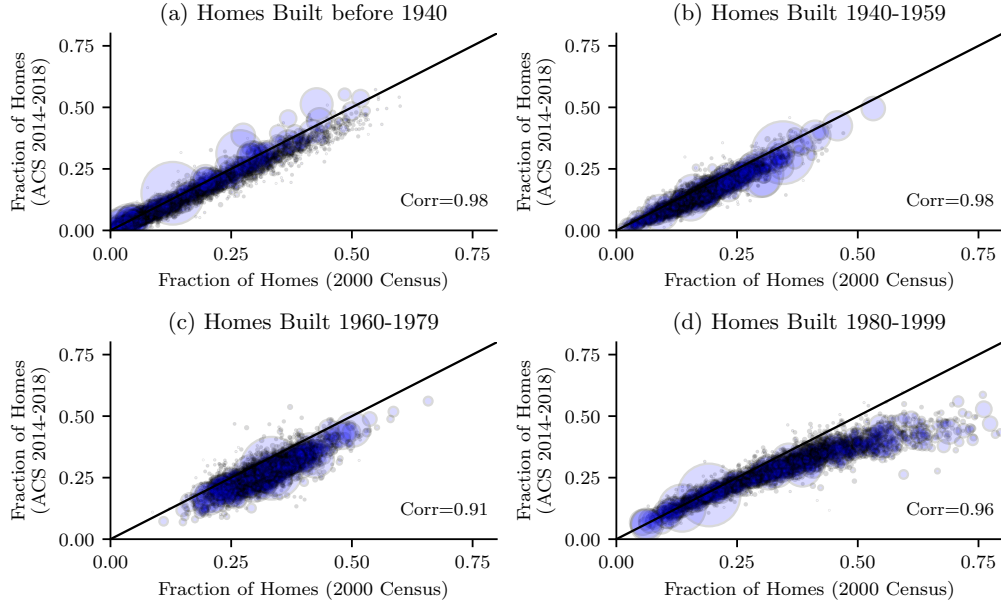 (a) Homes Built before 1940
Fraction of Homes
(ACS 2014-2018)
0.75
0.50
0.25
0.00
Corr=0.98
0.00 0.25 0.50 0.75
Fraction of Homes (2000 Census)
(b) Homes Built 1940-1959
Fraction of Homes
(ACS 2014-2018)
0.75
0.50
0.25
0.00
Corr=0.98
0.00 0.25 0.50 0.75
Fraction of Homes (2000 Census)
(c) Homes Built 1960-1979
Fraction of Homes
(ACS 2014-2018)
0.75
0.50
0.25
0.00
Corr=0.91
0.00 0.25 0.50 0.75
Fraction of Homes (2000 Census)
(d) Homes Built 1980-1999
Fraction of Homes
(ACS 2014-2018)
0.75
0.50
0.25
0.00
Corr=0.96
0.00 0.25 0.50 0.75
Fraction of Homes (2000 Census)